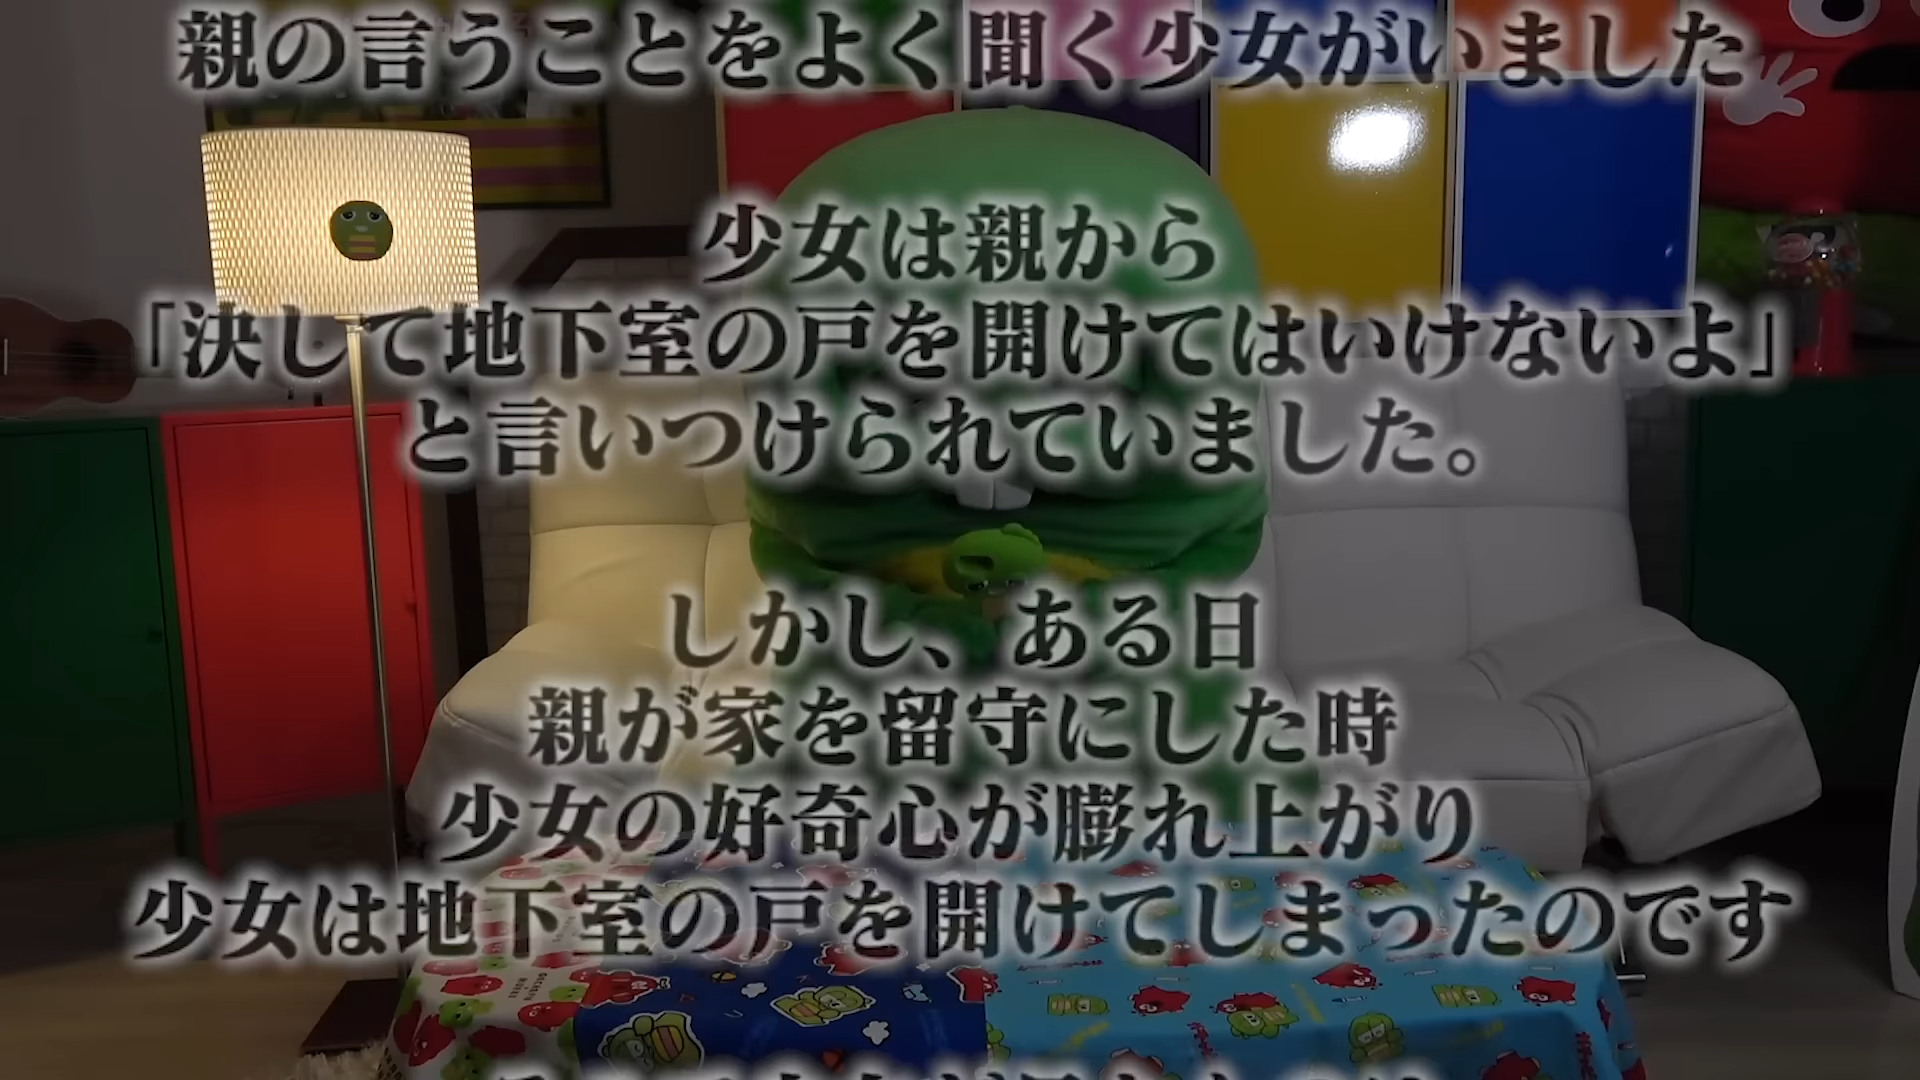 親の言うことをよく聞く少女がいました
少女は親から
「決して地下室の戸を開けてはいけないよ」
と言いつけられていました。
しかし、ある日
親が家を留守にした時
少女の好奇心が膨れ上がり
少女は地下室の戸を開けてしまったのです